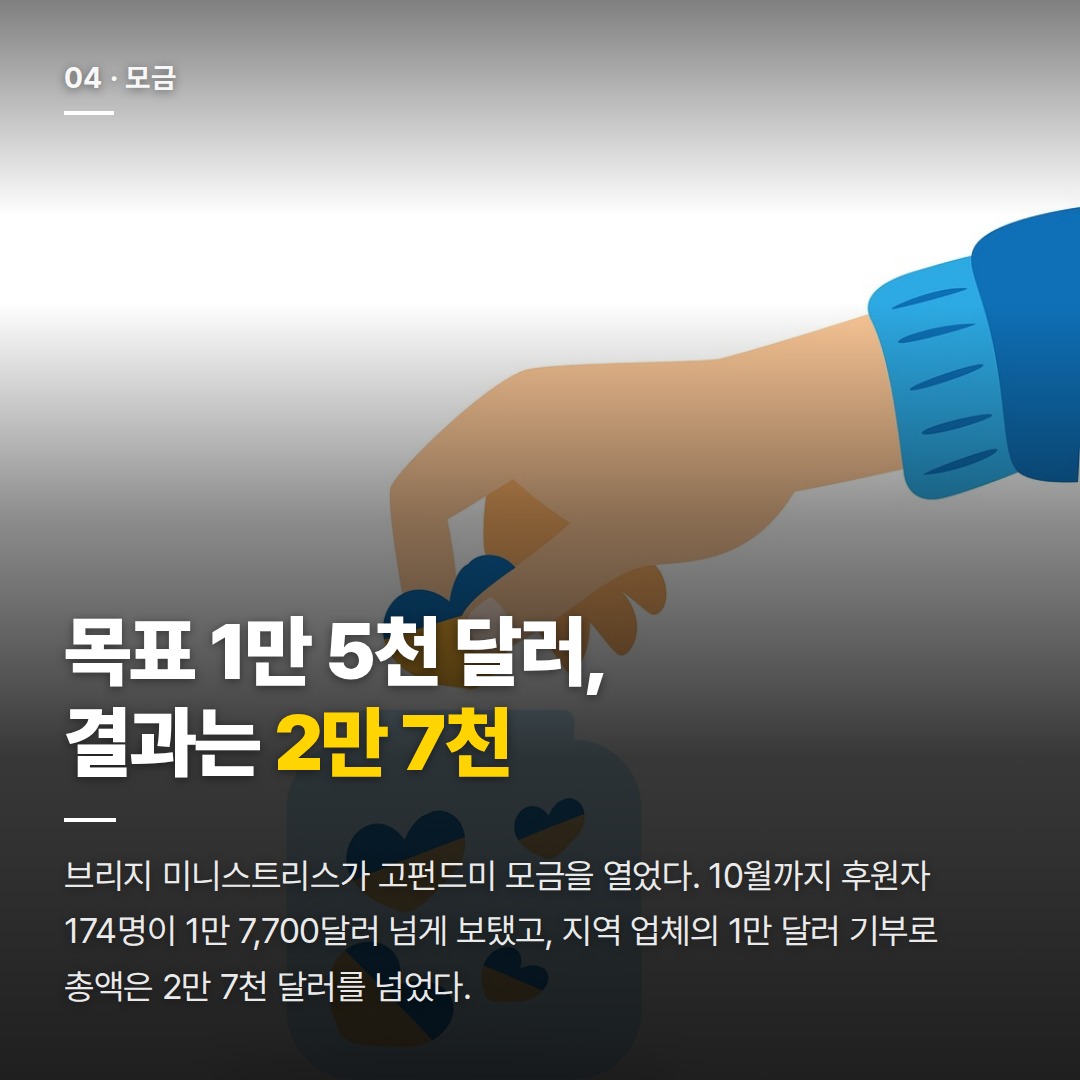 04 · 모금
목표 1만 5천 달러,
결과는 2만 7천
브리지 미니스트리스가 고펀드미 모금을 열었다. 10월까지 후원자
174명이 1만 7,700달러 넘게 보탰고, 지역 업체의 1만 달러 기부로
총액은 2만 7천 달러를 넘었다.